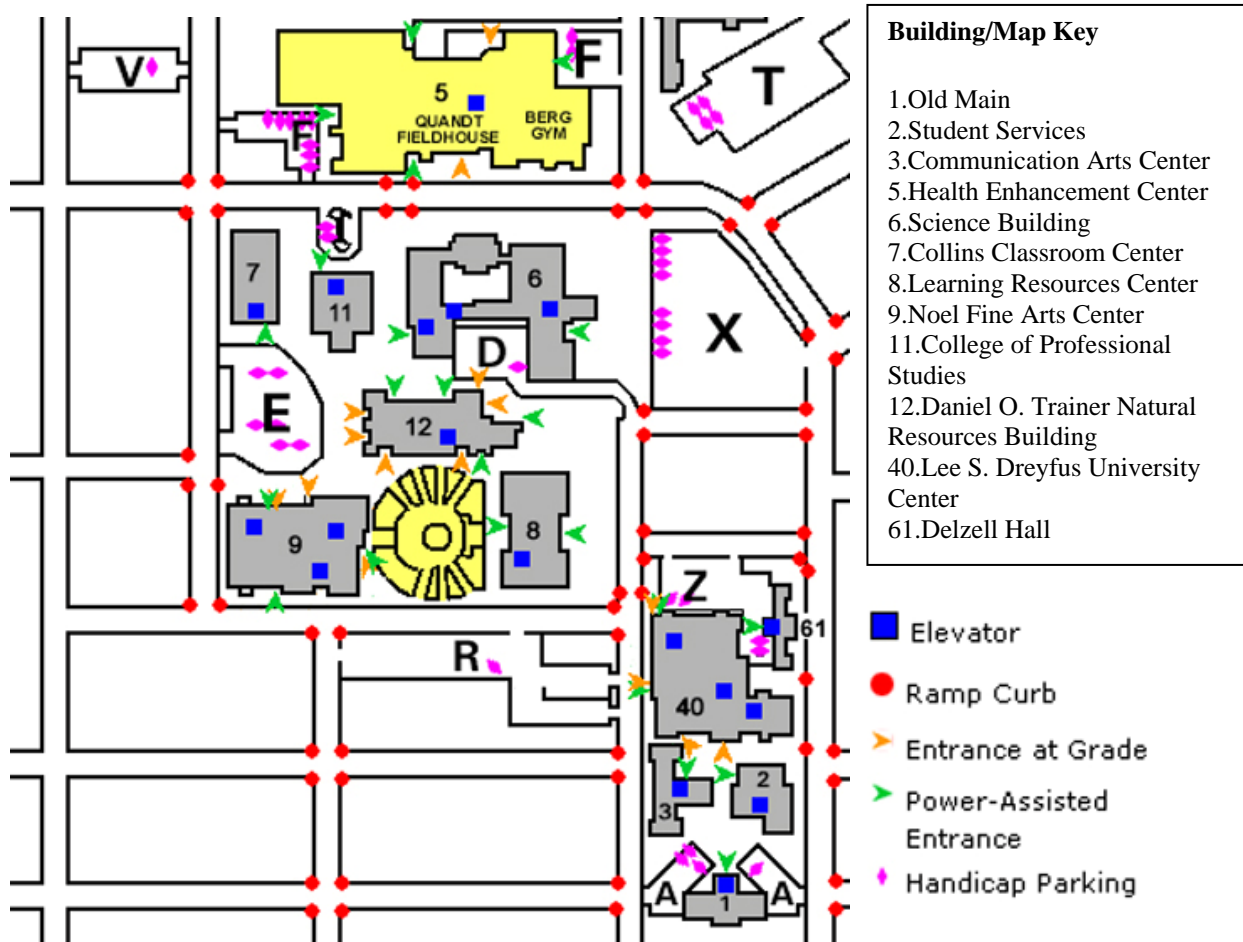 V
F
T
5
QUANDT
FIELDHOUSE
BERG
GYM
F
7
11
6
X
D
E
12
9
8
Z
61
R
40
2
3
A
1
A
Building/Map Key
1.Old Main
2.Student Services
3.Communication Arts Center
5.Health Enhancement Center
6.Science Building
7.Collins Classroom Center
8.Learning Resources Center
9.Noel Fine Arts Center
11.College of Professional
Studies
12.Daniel O. Trainer Natural
Resources Building
40.Lee S. Dreyfus University
Center
61.Delzell Hall
Elevator
Ramp Curb
Entrance at Grade
Power-Assisted
Entrance
Handicap Parking